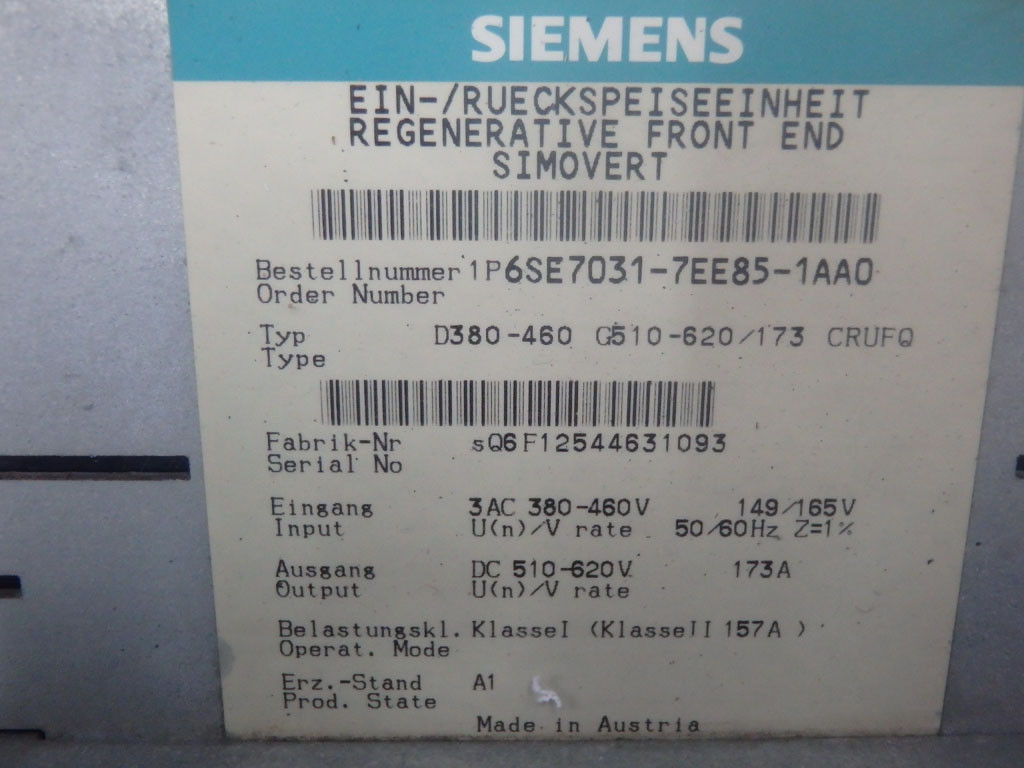 SIEMENS
EIN-/RUECKSPEISEEINHEIT
REGENERATIVE FRONT END
SIMOVERT
Bestellnummer 1P 6SE7031-7EE85-1AA0
Order Number
Typ D380-460 G510-620/173 CRUFQ
Type
Fabrik-Nr sQ6F12544631093
Serial No
Eingang 3AC 380-460V 149/165V
Input U(n)/V rate 50/60Hz Z=1%
Ausgang DC 510-620V 173A
Output U(n)/V rate
Belastungskl. KlasseI (KlasseII 157A )
Operat. Mode
Erz.-Stand A1
Prod. State
Made in Austria